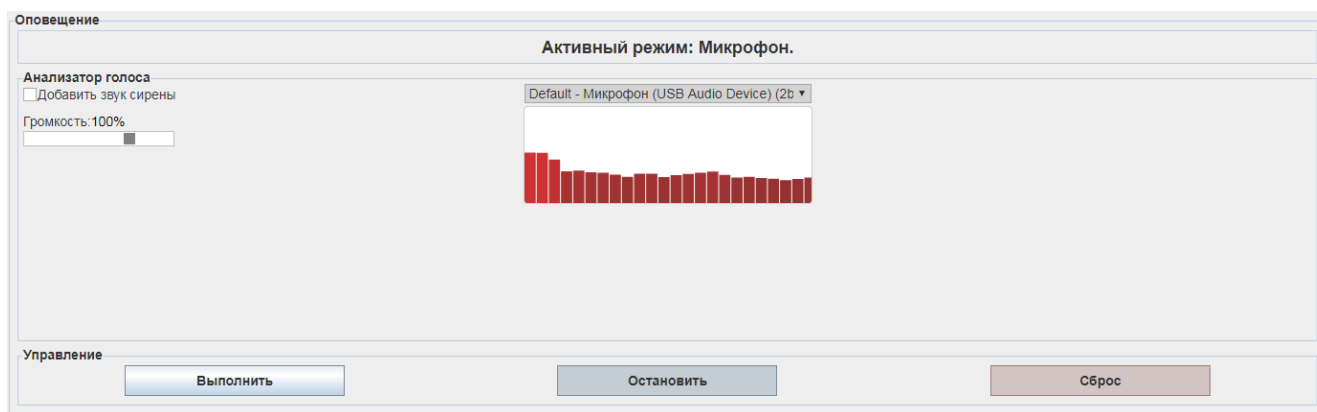 Оповещение
Активный режим: Микрофон.
Анализатор голоса
Добавить звук сирены
Default - Микрофон (USB Audio Device) (2b
Громкость:100%
Управление
Выполнить
Остановить
Сброс